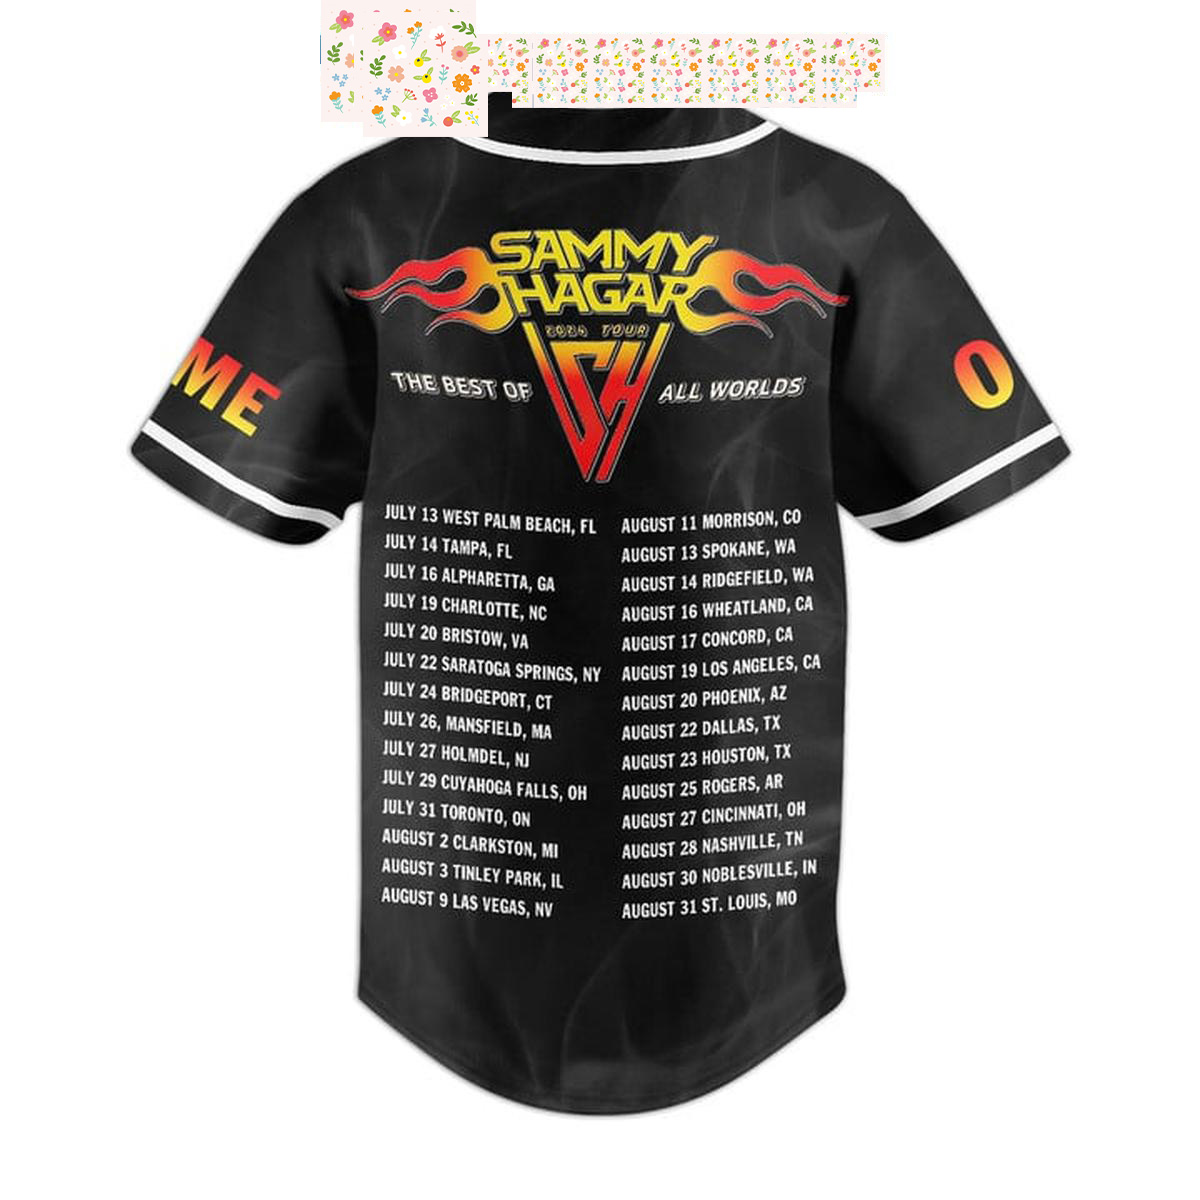 SAMMY
HAGAR
2024 TOUR
SH
THE BEST OF
ALL WORLDS
ME
O
JULY 13 WEST PALM BEACH, FL
JULY 14 TAMPA, FL
JULY 16 ALPHARETTA, GA
JULY 19 CHARLOTTE, NC
JULY 20 BRISTOW, VA
JULY 22 SARATOGA SPRINGS, NY
JULY 24 BRIDGEPORT, CT
JULY 26, MANSFIELD, MA
JULY 27 HOLMDEL, NJ
JULY 29 CUYAHOGA FALLS, OH
JULY 31 TORONTO, ON
AUGUST 2 CLARKSTON, MI
AUGUST 3 TINLEY PARK, IL
AUGUST 9 LAS VEGAS, NV
AUGUST 11 MORRISON, CO
AUGUST 13 SPOKANE, WA
AUGUST 14 RIDGEFIELD, WA
AUGUST 16 WHEATLAND, CA
AUGUST 17 CONCORD, CA
AUGUST 19 LOS ANGELES, CA
AUGUST 20 PHOENIX, AZ
AUGUST 22 DALLAS, TX
AUGUST 23 HOUSTON, TX
AUGUST 25 ROGERS, AR
AUGUST 27 CINCINNATI, OH
AUGUST 28 NASHVILLE, TN
AUGUST 30 NOBLESVILLE, IN
AUGUST 31 ST. LOUIS, MO